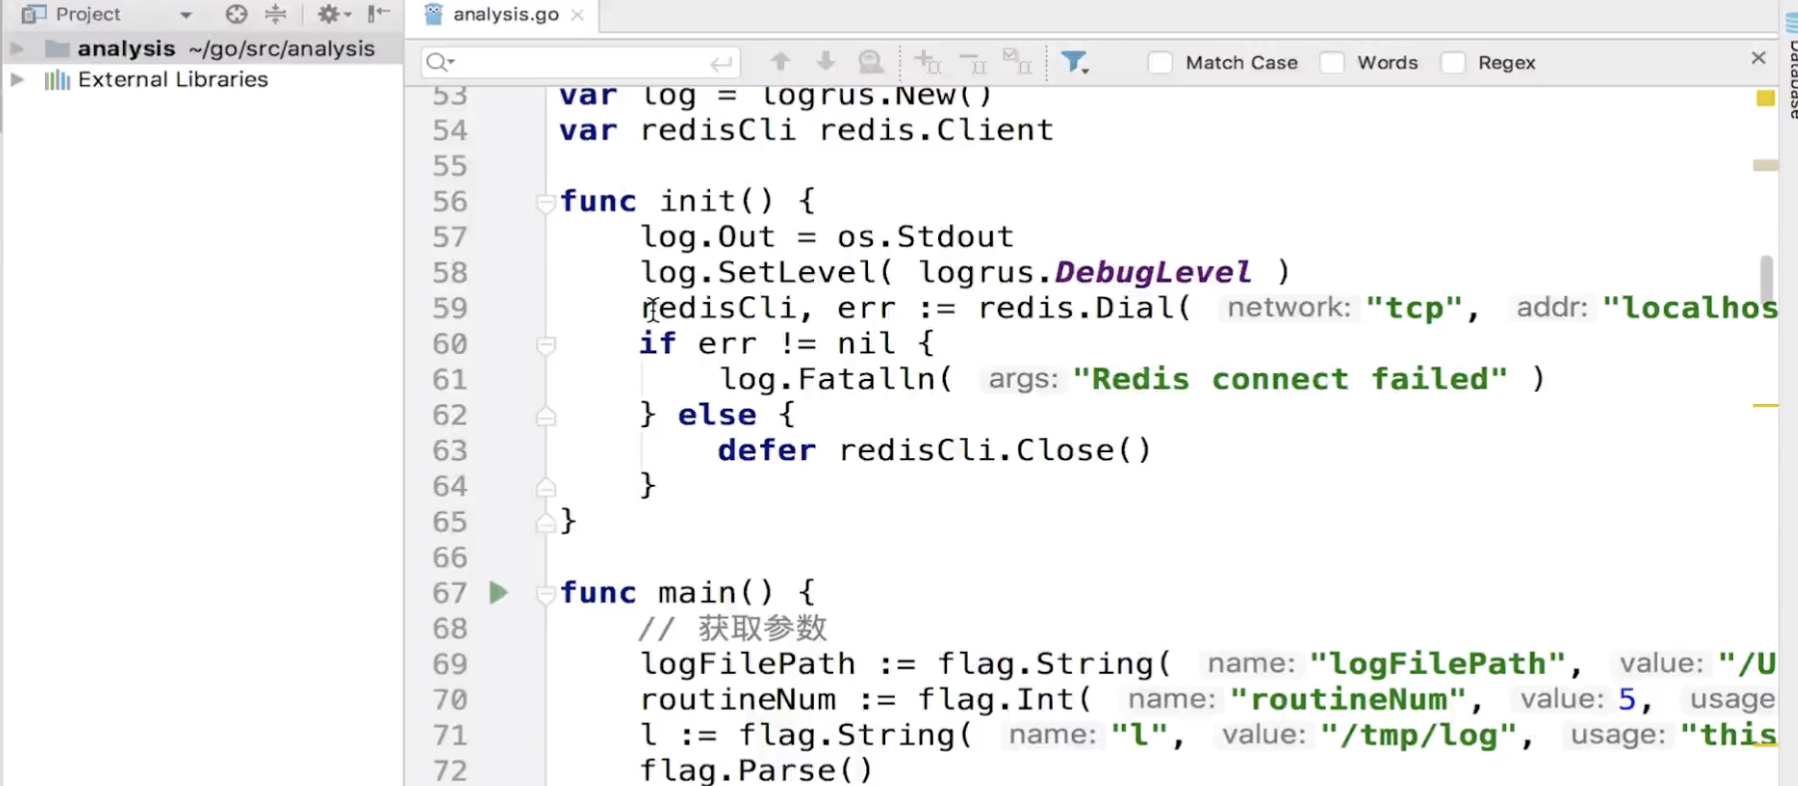 Project
analysis.go
analysis ~/go/src/analysis
External Libraries
Match Case
Words
Regex
Database
53 var log = logrus.New()
54 var redisCli redis.Client
55
56 func init() {
57 log.Out = os.Stdout
58 log.SetLevel( logrus.DebugLevel )
59 redisCli, err := redis.Dial( network: "tcp", addr: "localhos
60 if err != nil {
61 log.Fatalln( args: "Redis connect failed" )
62 } else {
63 defer redisCli.Close()
64 }
65 }
66
67 func main() {
68 // 获取参数
69 logFilePath := flag.String( name: "logFilePath", value: "/U
70 routineNum := flag.Int( name: "routineNum", value: 5, usage
71 l := flag.String( name: "l", value: "/tmp/log", usage: "this
72 flag.Parse()